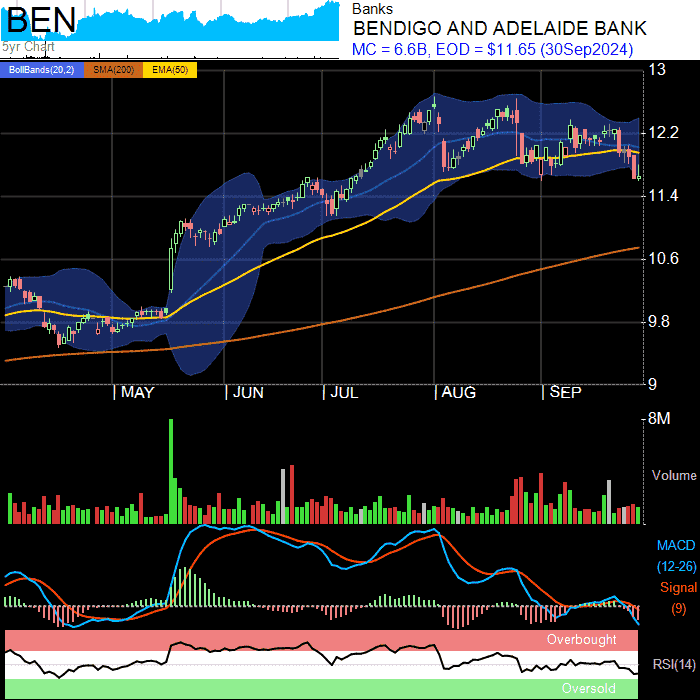 BEN
5yr Chart
Banks
BENDIGO AND ADELAIDE BANK
MC = 6.6B, EOD = $11.65 (30Sep2024)
BollBands(20,2) SMA(200) EMA(50)
13
12.2
11.4
10.6
9.8
9
MAY JUN JUL AUG SEP
8M
Volume
MACD
(12-26)
Signal
(9)
Overbought
RSI(14)
Oversold